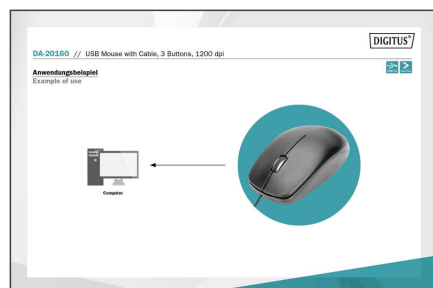 DIGITUS®
DA-20160 // USB Mouse with Cable, 3 Buttons, 1200 dpi
Anwendungsbeispiel
Example of use
Computer